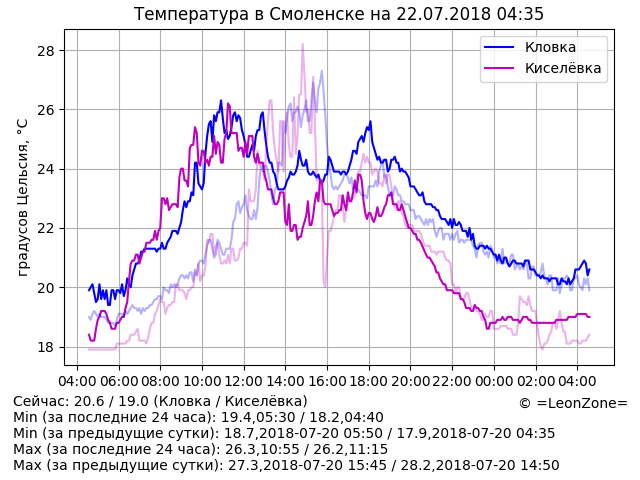 Температура в Смоленске на 22.07.2018 04:35
Кловка
Киселёвка
градусов Цельсия, °C
28
26
24
22
20
18
04:00 06:00 08:00 10:00 12:00 14:00 16:00 18:00 20:00 22:00 00:00 02:00 04:00
Сейчас: 20.6 / 19.0 (Кловка / Киселёвка)
© =LeonZone=
Min (за последние 24 часа): 19.4,05:30 / 18.2,04:40
Min (за предыдущие сутки): 18.7,2018-07-20 05:50 / 17.9,2018-07-20 04:35
Max (за последние 24 часа): 26.3,10:55 / 26.2,11:15
Max (за предыдущие сутки): 27.3,2018-07-20 15:45 / 28.2,2018-07-20 14:50